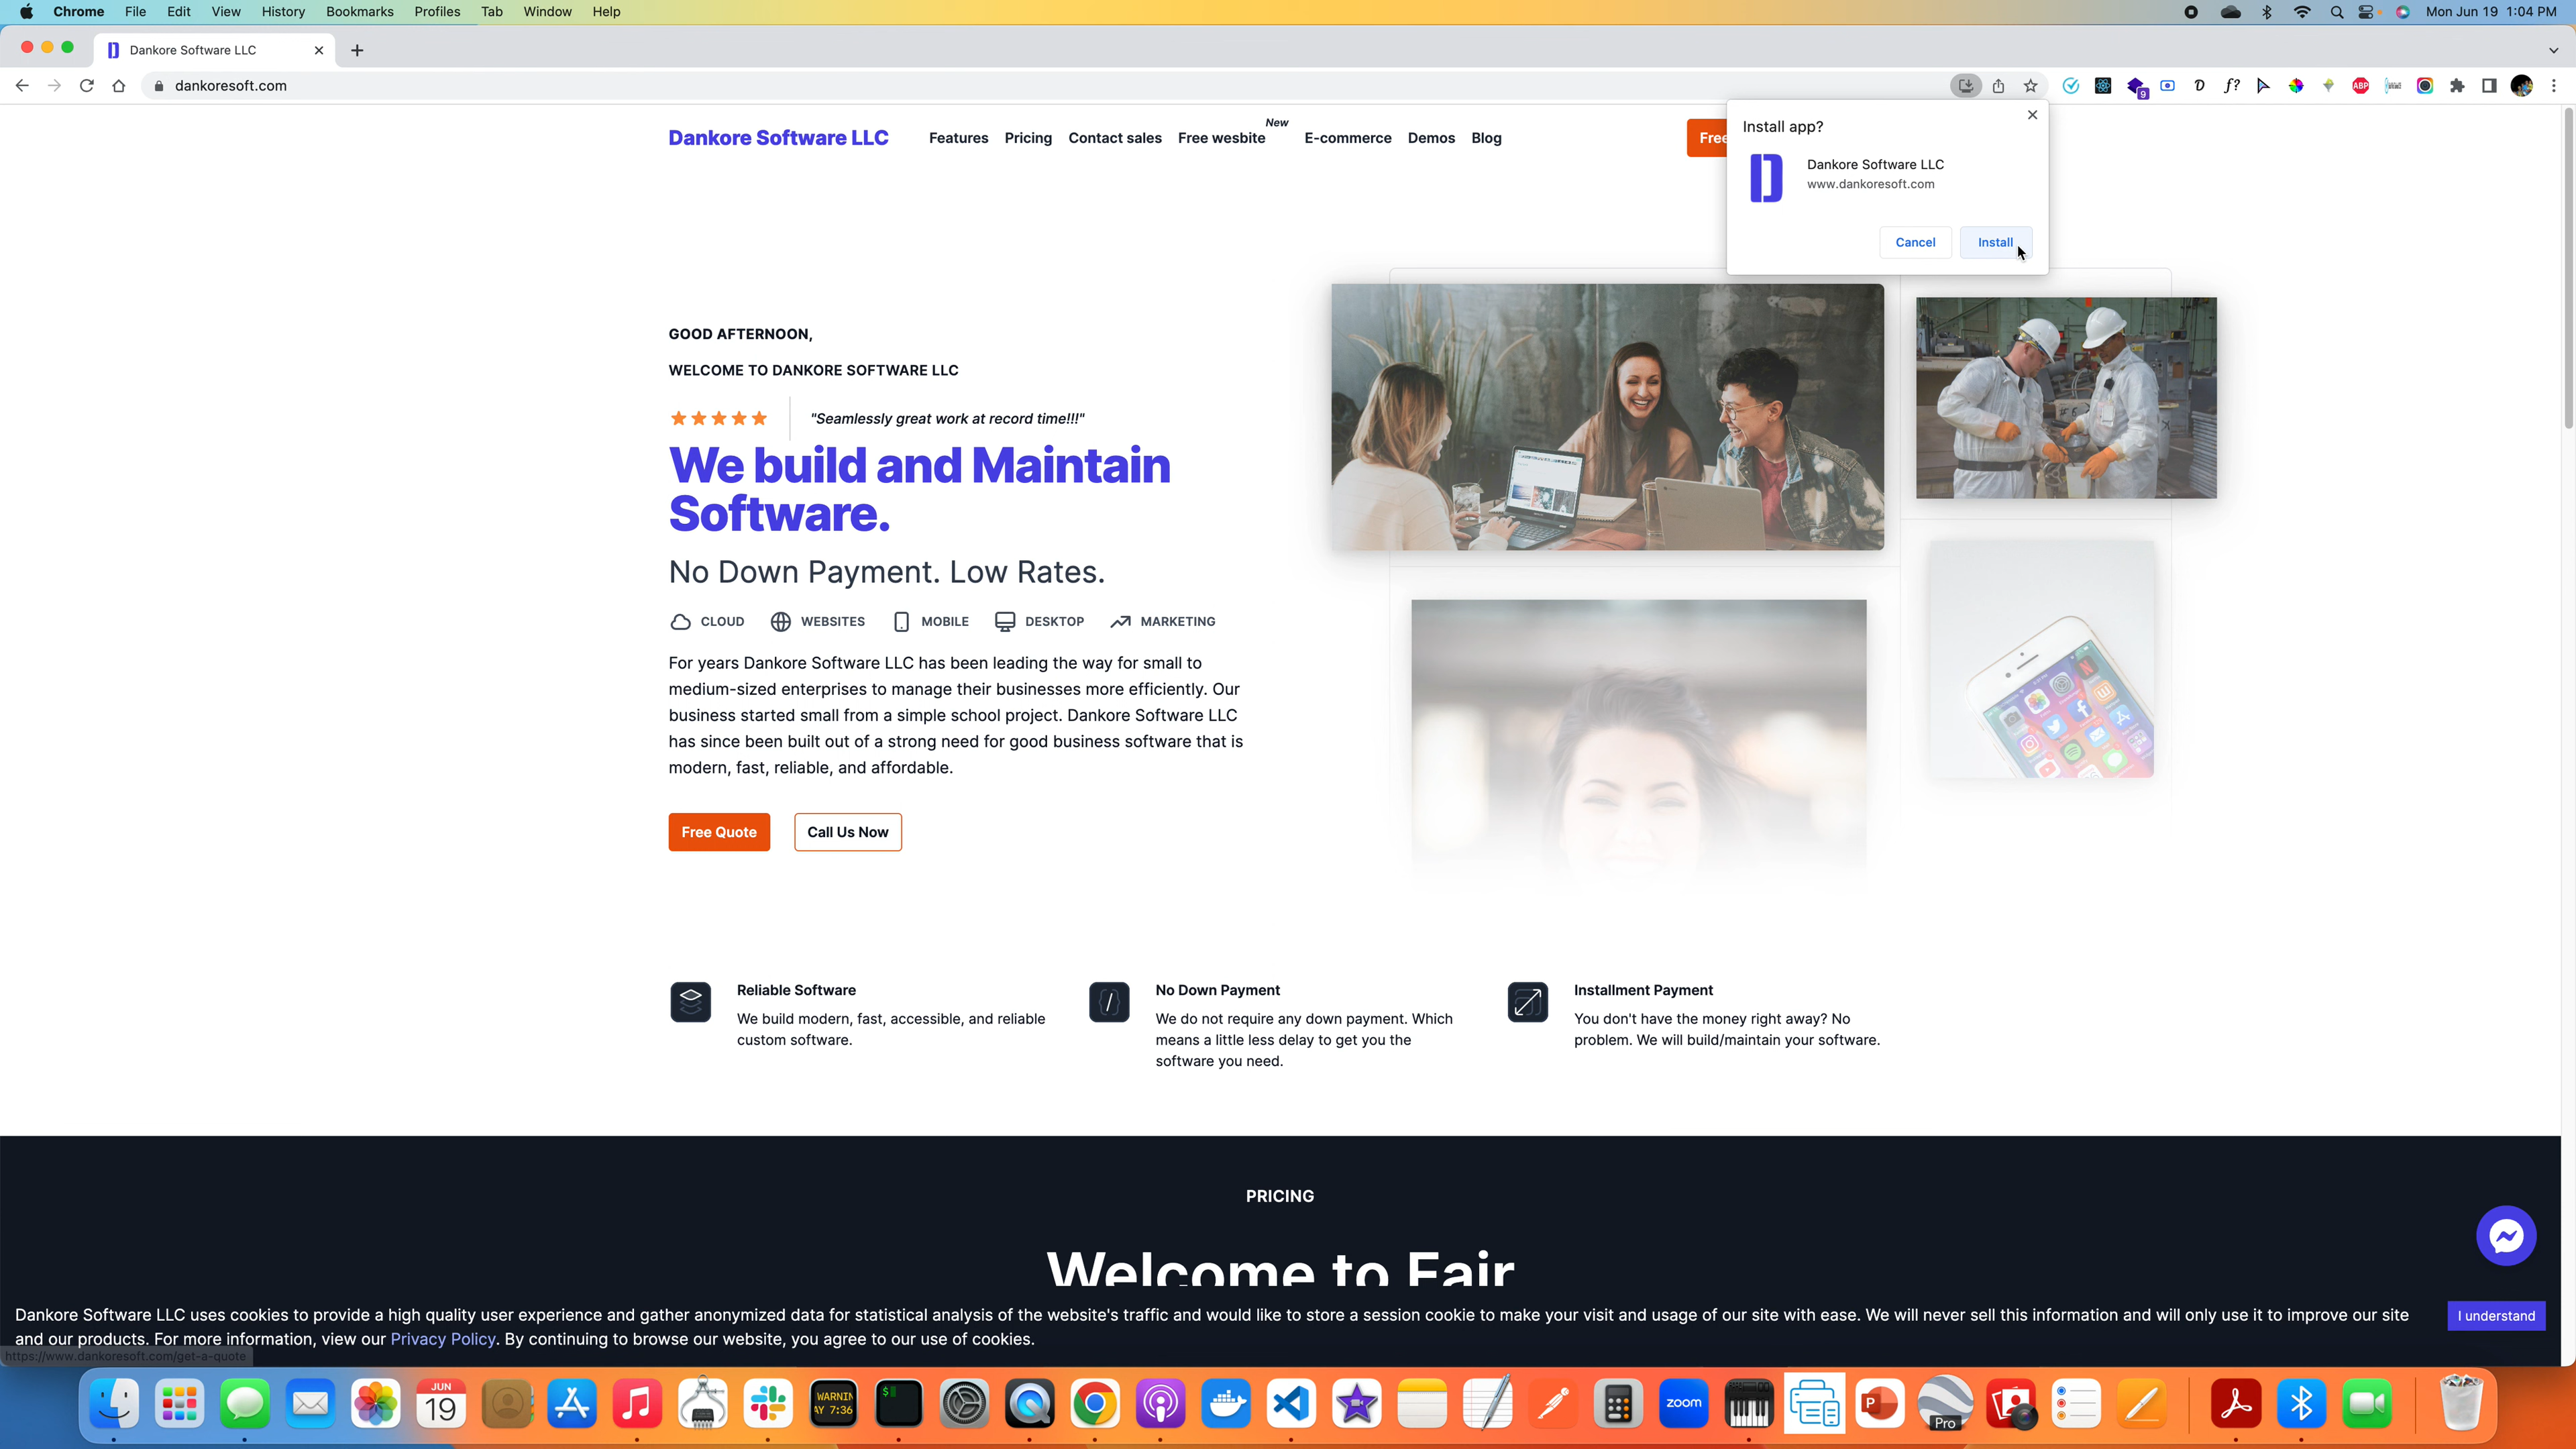 Chrome File Edit View History Bookmarks Profiles Tab Window Help Mon Jun 19 1:04 PM
Dankore Software LLC
dankoresoft.com
9
D
f?
ABP
Dankore Software LLC Features Pricing Contact sales Free wesbite New E-commerce Demos Blog Free
Install app?
Dankore Software LLC
www.dankoresoft.com
Cancel Install
GOOD AFTERNOON,
WELCOME TO DANKORE SOFTWARE LLC
"Seamlessly great work at record time!!!"
We build and Maintain
Software.
No Down Payment. Low Rates.
CLOUD WEBSITES MOBILE DESKTOP MARKETING
For years Dankore Software LLC has been leading the way for small to
medium-sized enterprises to manage their businesses more efficiently. Our
business started small from a simple school project. Dankore Software LLC
has since been built out of a strong need for good business software that is
modern, fast, reliable, and affordable.
Free Quote Call Us Now
Reliable Software
We build modern, fast, accessible, and reliable
custom software.
No Down Payment
We do not require any down payment. Which
means a little less delay to get you the
software you need.
Installment Payment
You don't have the money right away? No
problem. We will build/maintain your software.
PRICING
Welcome to Fair
Dankore Software LLC uses cookies to provide a high quality user experience and gather anonymized data for statistical analysis of the website's traffic and would like to store a session cookie to make your visit and usage of our site with ease. We will never sell this information and will only use it to improve our site
and our products. For more information, view our Privacy Policy. By continuing to browse our website, you agree to our use of cookies.
I understand
https://www.dankoresoft.com/get-a-quote
JUN
19
WARNIN
AY 7:36
$
zoom
P
Pro